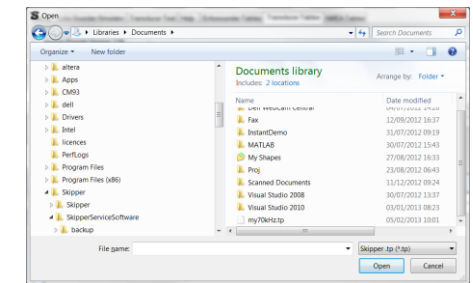 Open
Libraries ▸ Documents ▸
Search Documents
Organize ▾ New folder
altera
Apps
CM93
dell
Drivers
Intel
licences
PerfLogs
Program Files
Program Files (x86)
Skipper
Skipper
SkipperServiceSoftware
backup
Documents library
Includes: 2 locations
Arrange by: Folder ▾
Name Date modified
Dell WebCam Central
Fax 12/09/2012 16:37
InstantDemo 31/07/2012 09:19
MATLAB 30/07/2012 15:43
My Shapes 27/08/2012 16:33
Proj 23/08/2012 06:43
Scanned Documents 11/12/2012 09:24
Visual Studio 2008 30/07/2012 13:37
Visual Studio 2010 03/01/2013 08:23
my70kHz.tp 05/02/2013 10:01
File name:
Skipper .tp (*.tp)
Open Cancel